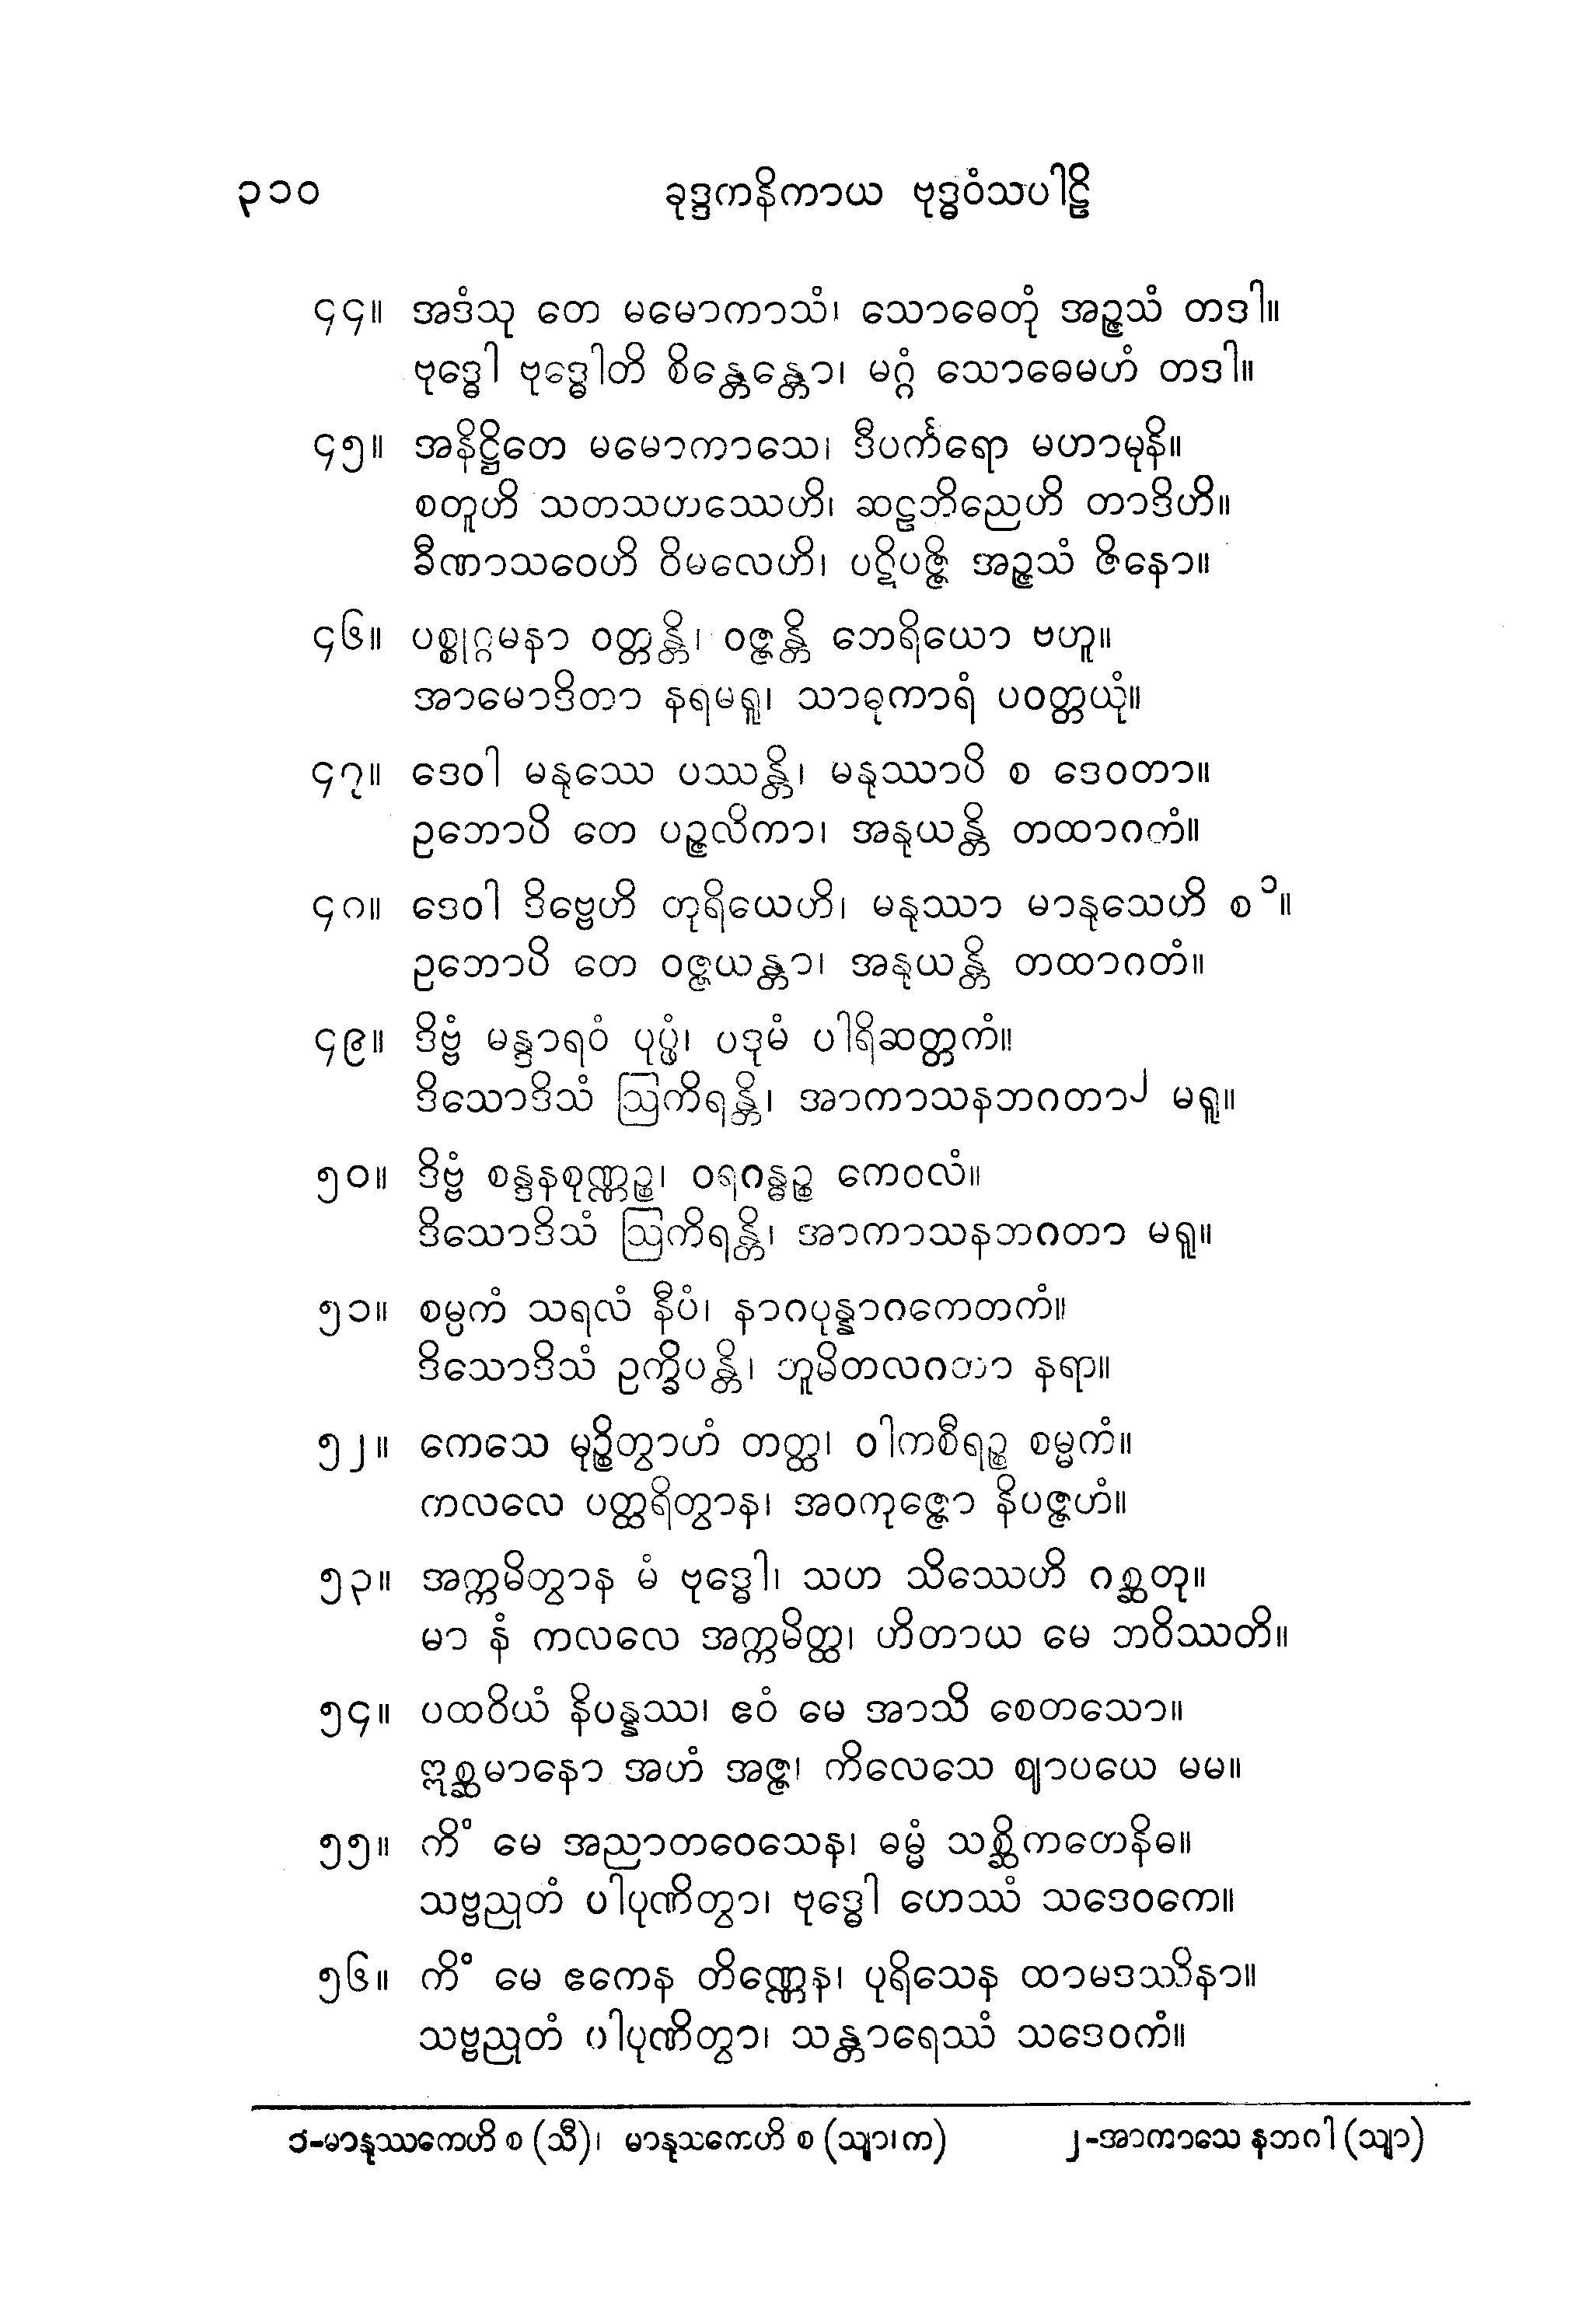 ၃၁၀ ခုဒ္ဒကနိကာယ ဗုဒ္ဓဝံသပါဠိ
၄၄။ အဒံသု တေ မမောကာသံ၊ သောဓေတုံ အဉ္ဇသံ တဒါ။
ဗုဒ္ဓေါ ဗုဒ္ဓေါတိ စိန္တေန္တော၊ မဂ္ဂံ သောဓေမဟံ တဒါ။
၄၅။ အနိဋ္ဌိတေ မမောကာသေ၊ ဒီပင်္ကရော မဟာမုနိ။
စတူဟိ သတသဟဿေဟိ၊ ဆဠဘိညေဟိ တာဒိဟိ။
ခီဏာသဝေဟိ ဝိမလေဟိ၊ ပဋိပဇ္ဇိ အဉ္ဇသံ ဇိနော။
၄၆။ ပစ္စုဂ္ဂမနာ ဝတ္တန္တိ၊ ဝဇ္ဇန္တိ ဘေရိယော ဗဟူ။
အာမောဒိတာ နရမရူ၊ သာဓုကာရံ ပဝတ္တယုံ။
၄၇။ ဒေဝါ မနုဿေ ပဿန္တိ၊ မနုဿာပိ စ ဒေဝတာ။
ဥဘောပိ တေ ပဉ္ဇလိကာ၊ အနုယန္တိ တထာဂတံ။
၄၈။ ဒေဝါ ဒိဗ္ဗေဟိ တုရိယေဟိ၊ မနုဿာ မာနုသေဟိ စ ၁။
ဥဘောပိ တေ ဝဇ္ဇယန္တာ၊ အနုယန္တိ တထာဂတံ။
၄၉။ ဒိဗ္ဗံ မန္ဒာရဝံ ပုပ္ဖံ၊ ပဒုမံ ပါရိဆတ္တကံ။
ဒိသောဒိသံ ဩကိရန္တိ၊ အာကာသနဘဂတာ၂ မရူ။
၅၀။ ဒိဗ္ဗံ စန္ဒနစုဏ္ဏဉ္စ၊ ဝရဂန္ဓဉ္စ ကေဝလံ။
ဒိသောဒိသံ ဩကိရန္တိ၊ အာကာသနဘဂတာ မရူ။
၅၁။ စမ္ပကံ သရလံ နီပံ၊ နာဂပုန္နာဂကေတကံ။
ဒိသောဒိသံ ဥက္ခိပန္တိ၊ ဘူမိတလဂတာ နရာ။
၅၂။ ကေသေ မုဉ္စိတွာဟံ တတ္ထ၊ ဝါကစီရဉ္စ စမ္မကံ။
ကလလေ ပတ္ထရိတွာန၊ အဝကုဇ္ဇော နိပဇ္ဇဟံ။
၅၃။ အက္ကမိတွာန မံ ဗုဒ္ဓေါ၊ သဟ သိဿေဟိ ဂစ္ဆတု။
မာ နံ ကလလေ အက္ကမိတ္ထ၊ ဟိတာယ မေ ဘဝိဿတိ။
၅၄။ ပထဝိယံ နိပန္နဿ၊ ဧဝံ မေ အာသိ စေတသော။
ဣစ္ဆမာနော အဟံ အဇ္ဇ၊ ကိလေသေ ဈာပယေ မမ။
၅၅။ ကိံ မေ အညာတဝေသေန၊ ဓမ္မံ သစ္ဆိကတေနိဓ။
သဗ္ဗညုတံ ပါပုဏိတွာ၊ ဗုဒ္ဓေါ ဟေဿံ သဒေဝကေ။
၅၆။ ကိံ မေ ဧကေန တိဏ္ဏေန၊ ပုရိသေန ထာမဒဿိနာ။
သဗ္ဗညုတံ ပါပုဏိတွာ၊ သန္တာရေဿံ သဒေဝကံ။
၁-မာနုဿကေဟိ စ (သီ)၊ မာနုသကေဟိ စ (သျာ၊က) ၂-အာကာသေ နဘဂါ (သျာ)